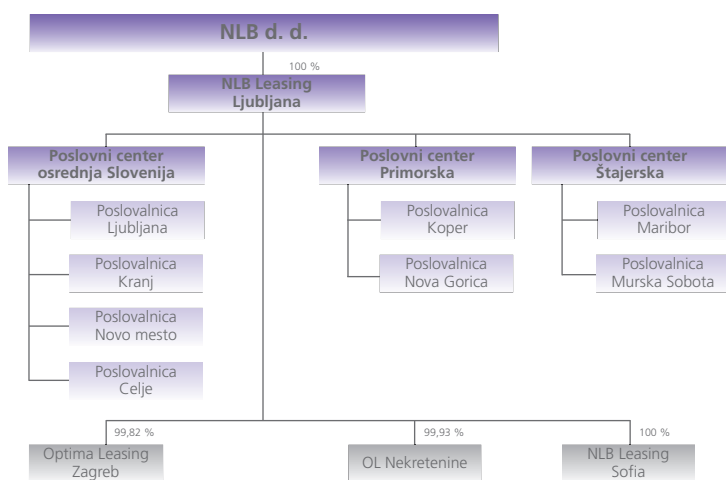 NLB d. d.
100 %
NLB Leasing
Ljubljana
Poslovni center
osrednja Slovenija
Poslovalnica
Ljubljana
Poslovalnica
Kranj
Poslovalnica
Novo mesto
Poslovalnica
Celje
Poslovni center
Primorska
Poslovalnica
Koper
Poslovalnica
Nova Gorica
Poslovni center
Štajerska
Poslovalnica
Maribor
Poslovalnica
Murska Sobota
99,82 %
Optima Leasing
Zagreb
99,93 %
OL Nekretenine
100 %
NLB Leasing
Sofia